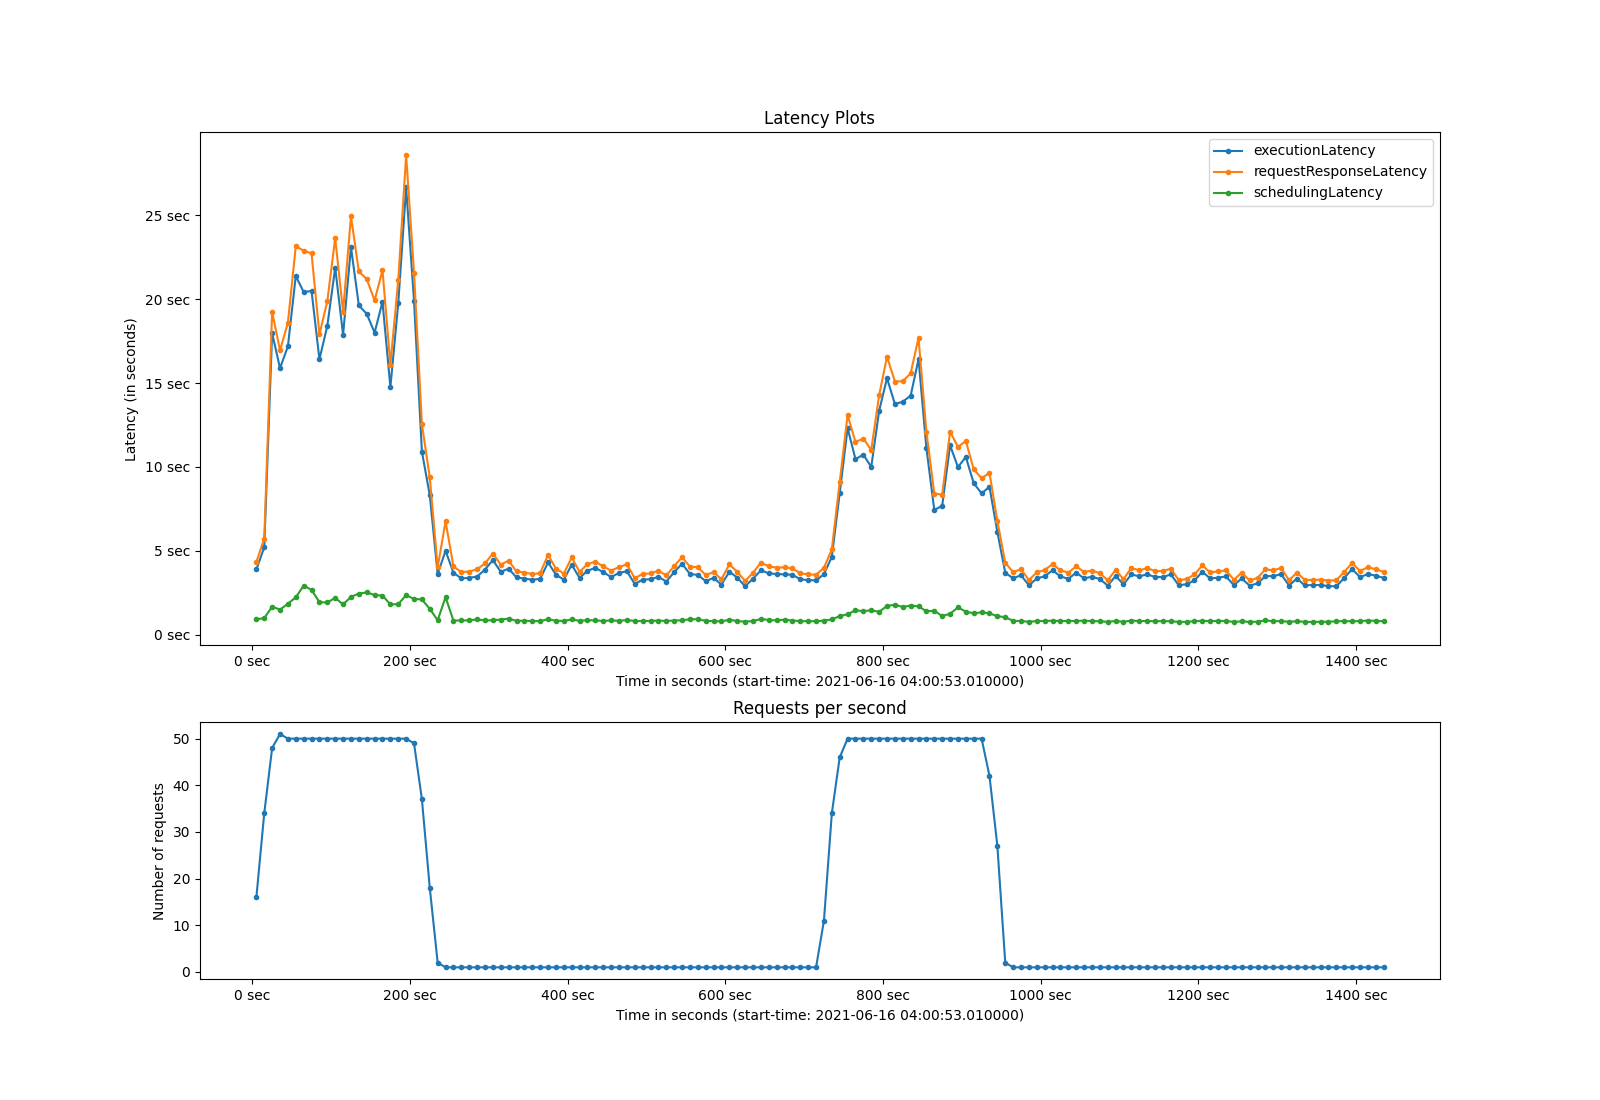 Latency Plots
executionLatency
requestResponseLatency
schedulingLatency
Latency (in seconds)
25 sec
20 sec
15 sec
10 sec
5 sec
0 sec
0 sec 200 sec 400 sec 600 sec 800 sec 1000 sec 1200 sec 1400 sec
Time in seconds (start-time: 2021-06-16 04:00:53.010000)
Requests per second
Number of requests
50
40
30
20
10
0
0 sec 200 sec 400 sec 600 sec 800 sec 1000 sec 1200 sec 1400 sec
Time in seconds (start-time: 2021-06-16 04:00:53.010000)